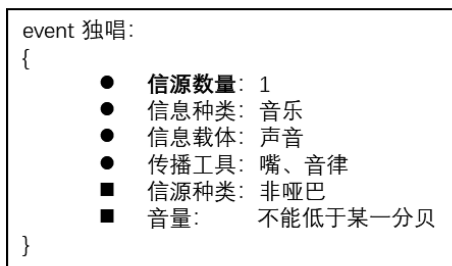 event 独唱：
{
● 信源数量：1
● 信息种类：音乐
● 信息载体：声音
● 传播工具：嘴、音律
■ 信源种类：非哑巴
■ 音量： 不能低于某一分贝
}